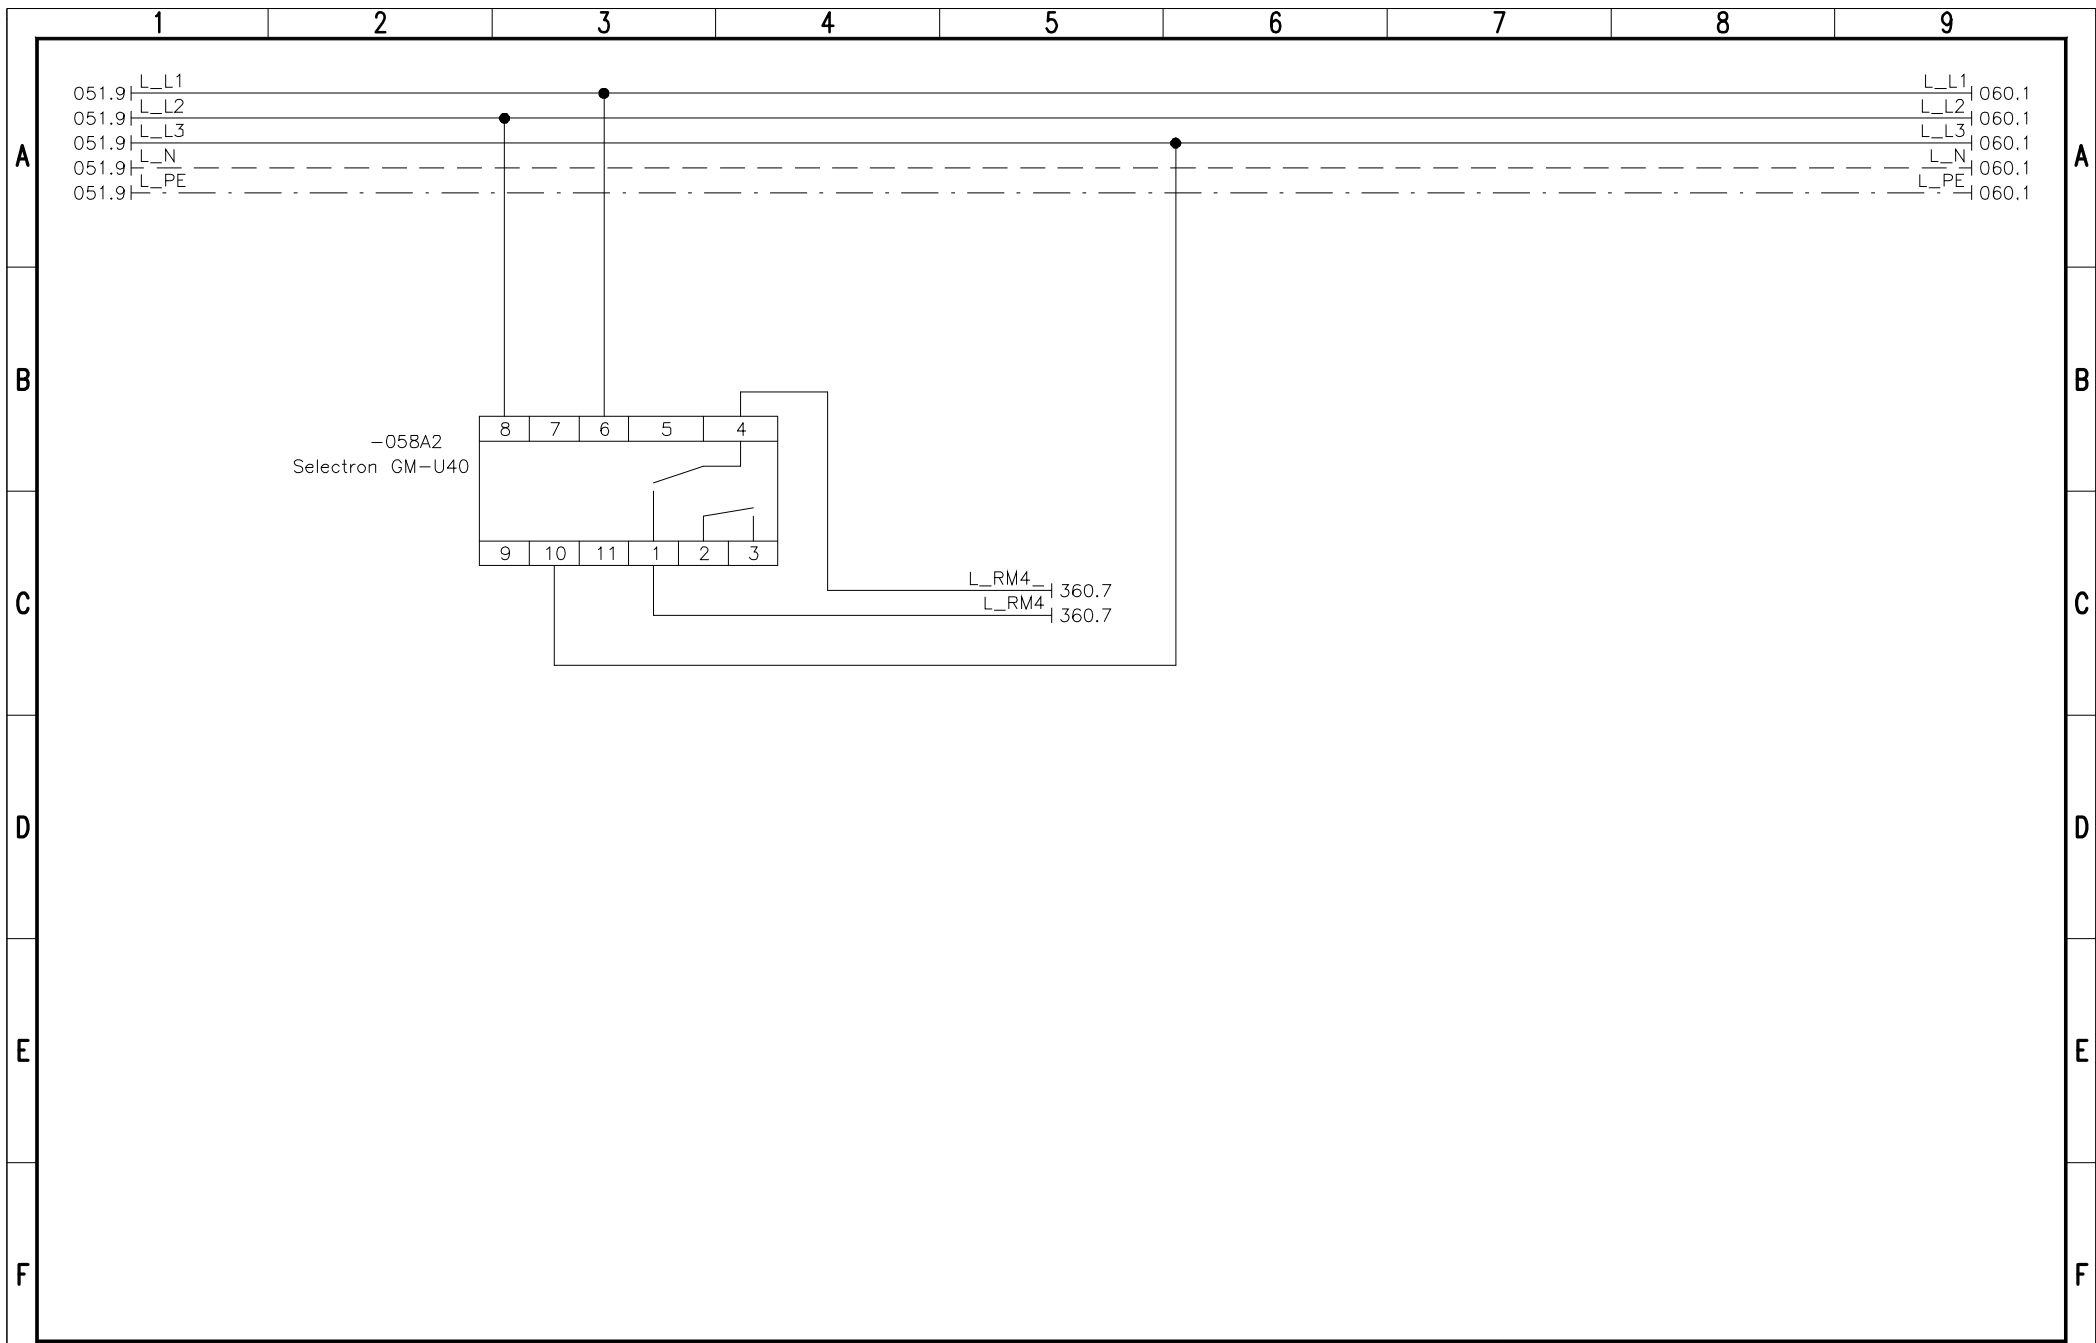 1 2 3 4 5 6 7 8 9
051.9 L_L1 L_L1 060.1
051.9 L_L2 L_L2 060.1
051.9 L_L3 L_L3 060.1
051.9 L_N L_N 060.1
051.9 L_PE L_PE 060.1
A A
B B
8 7 6 5 4
-058A2
Selectron GM-U40
9 10 11 1 2 3
L_RM4_ 360.7
L_RM4 360.7
C C
D D
E E
F F